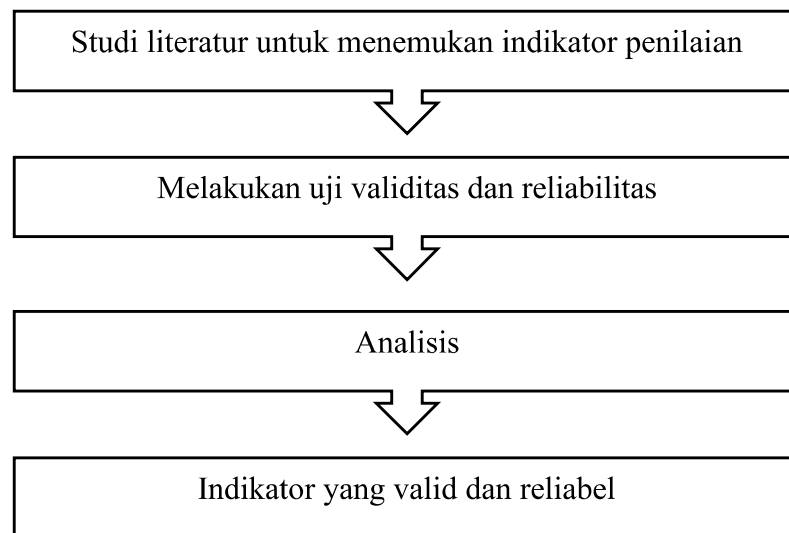 Studi literatur untuk menemukan indikator penilaian
Melakukan uji validitas dan reliabilitas
Analisis
Indikator yang valid dan reliabel